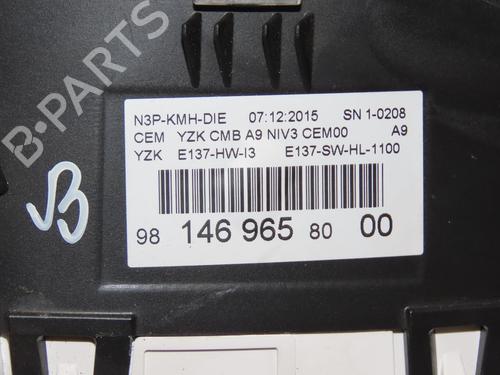 N3P-KMH-DIE 07:12:2015 SN 1-0208
CEM YZK CMB A9 NIV3 CEM00 A9
YZK E137-HW-I3 E137-SW-HL-1100
98 146 965 80 00